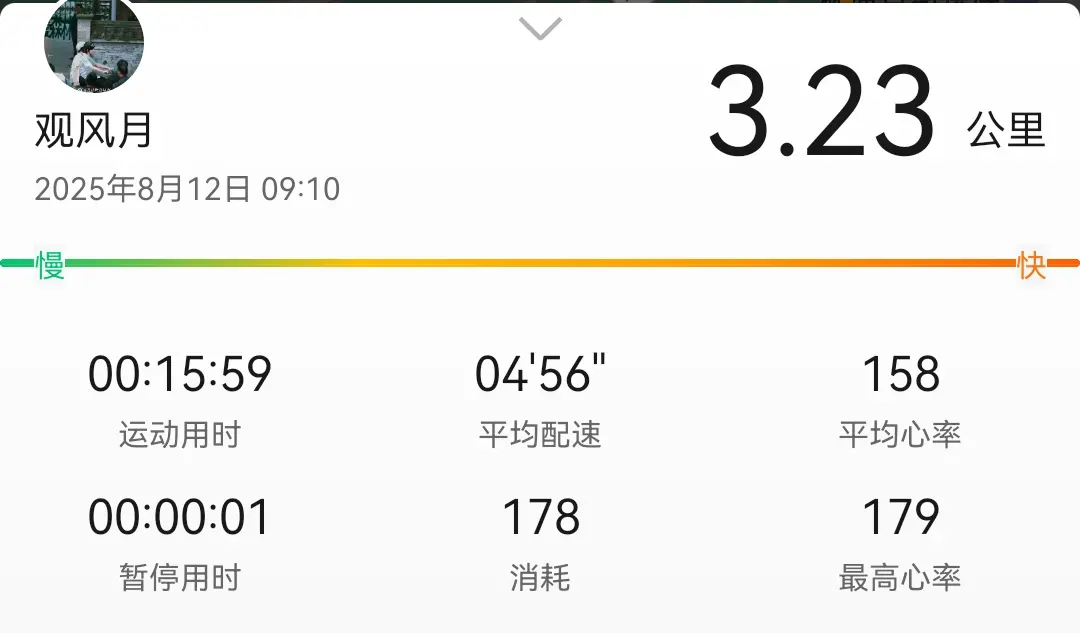 3.23 公里
观风月
2025年8月12日 09:10
慢 快
00:15:59 04'56" 158
运动用时 平均配速 平均心率
00:00:01 178 179
暂停用时 消耗 最高心率